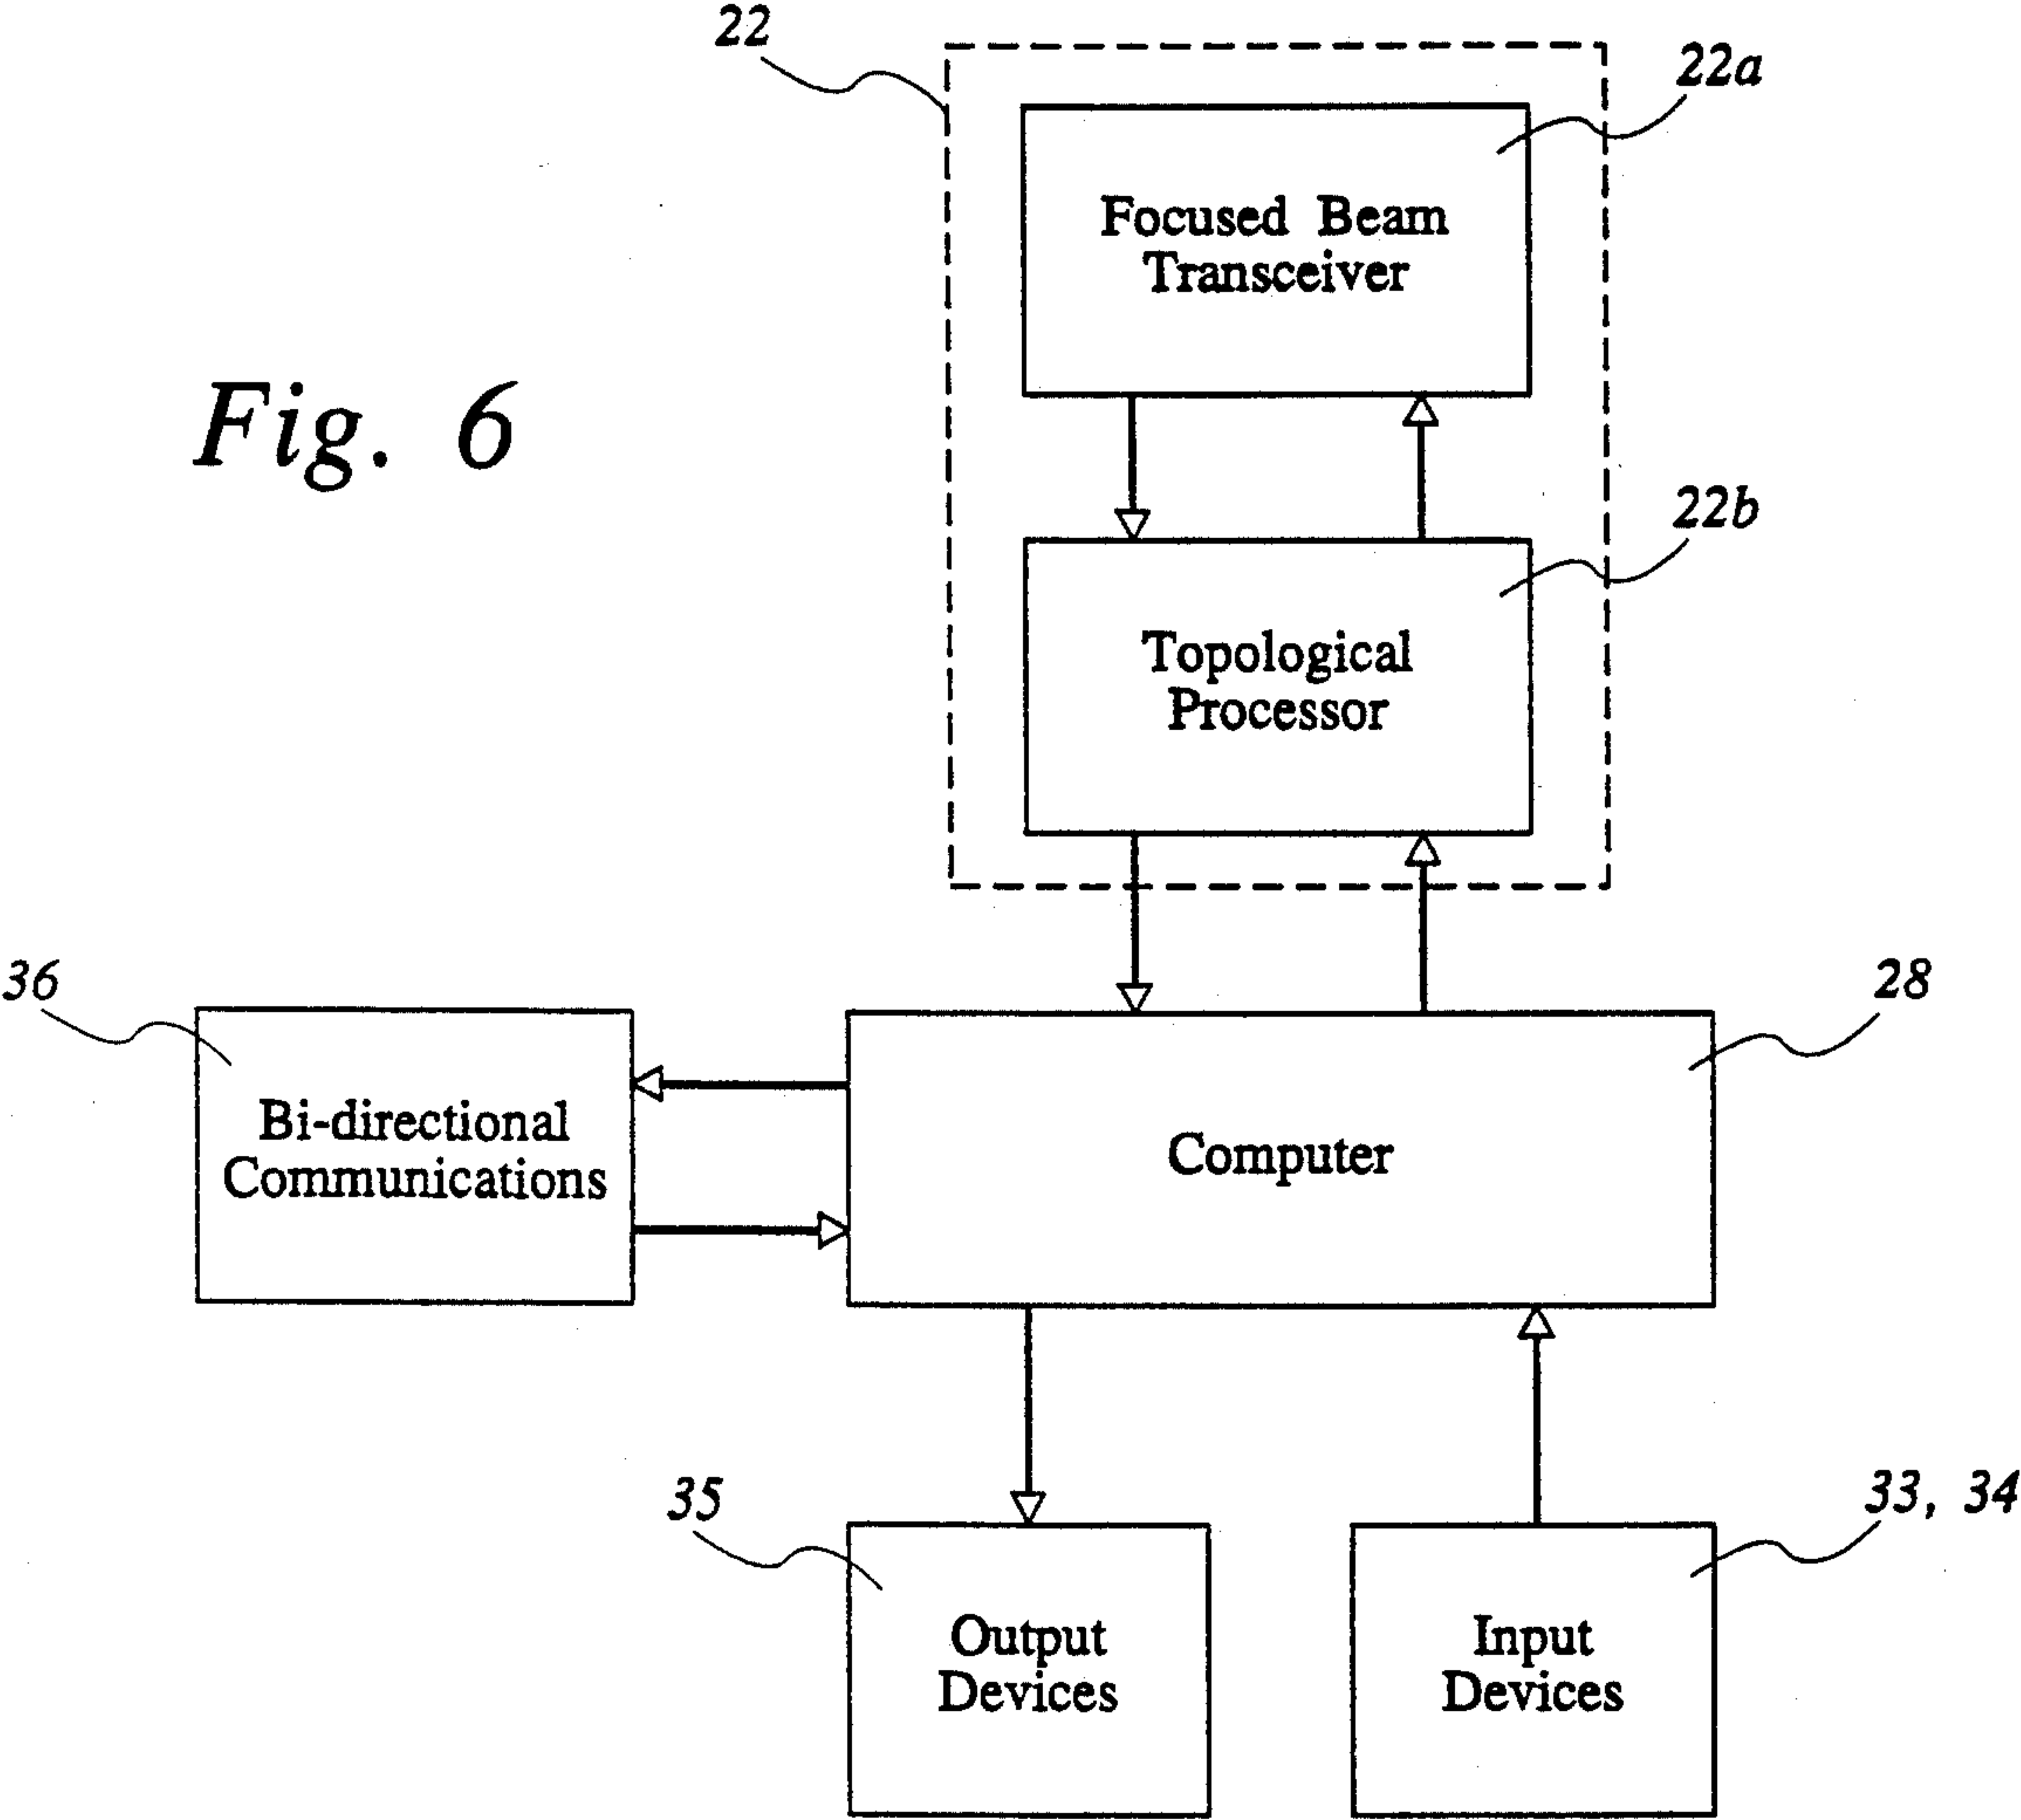 22
22a
Focused Beam
Transceiver
Fig. 6
22b
Topological
Processor
36
28
Bi-directional
Communications
Computer
35
33, 34
Output
Devices
Input
Devices